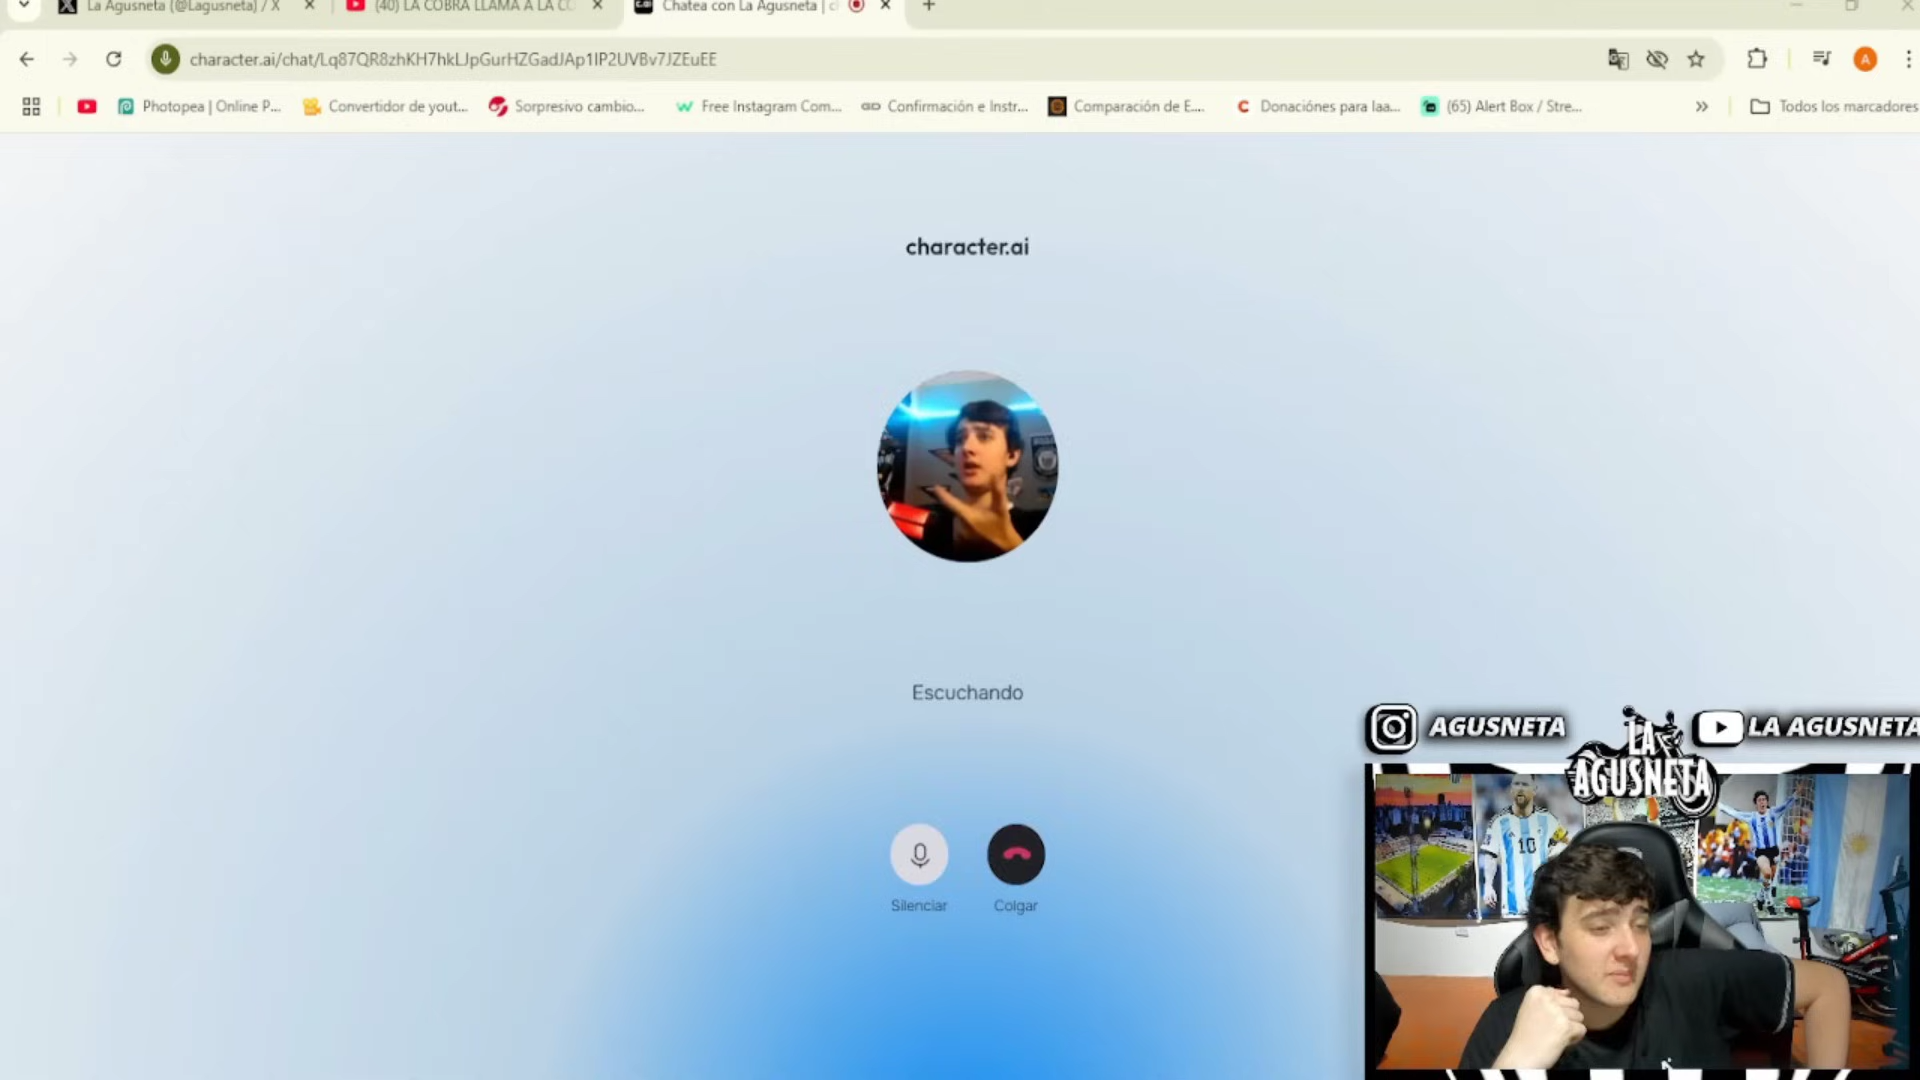 La Agusneta (@Lagusneta) / X
(40) LA COBRA LLAMA A LA CO
Chatea con La Agusneta |
character.ai/chat/Lq87QR8zhKH7hkLJpGurHZGadJAp1IP2UVBv7JZEuEE
A
Photopea | Online P...
Convertidor de yout...
Sorpresivo cambio...
Free Instagram Com...
Confirmación e Instr...
Comparación de E....
Donaciónes para laa...
(65) Alert Box / Stre...
Todos los marcadores
character.ai
Escuchando
Silenciar
Colgar
AGUSNETA
LA AGUSNETA
LA
AGUSNETA
10